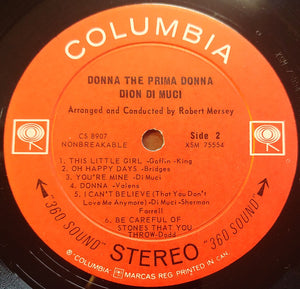 COLUMBIA
DONNA THE PRIMA DONNA
DION DI MUCI
Arranged and Conducted by Robert Mersey
CS 8907
NONBREAKABLE
Side 2
XSM 75554
1. THIS LITTLE GIRL -Goffin -King
2. OH HAPPY DAYS -Bridges
3. YOU'RE MINE -Di Muci
4. DONNA -Valens
5. I CAN'T BELIEVE (That You Don't
Love Me Anymore) -Di Muci -Sherman
Farrell
6. BE CAREFUL OF
STONES THAT YOU
THROW-Dodd
"360 SOUND" STEREO "360 SOUND"
® COLUMBIA MARCAS REG. PRINTED IN CAN.